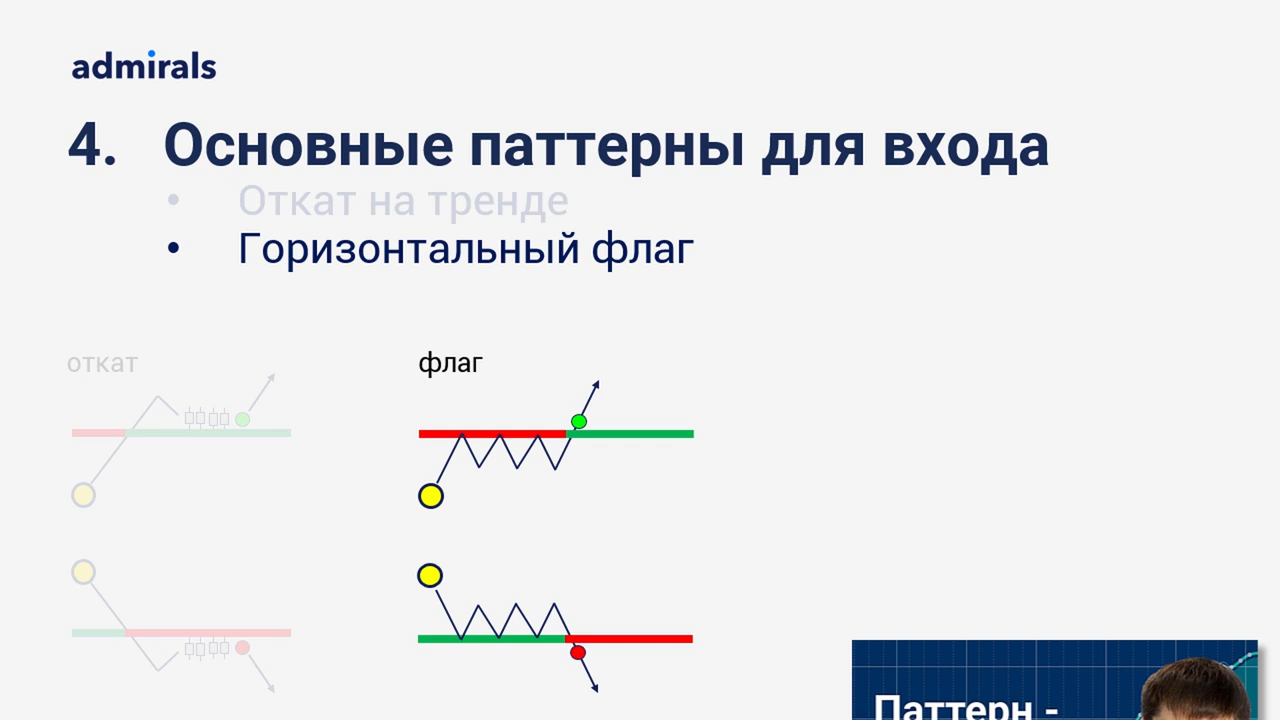 admirals
4. Основные паттерны для входа
• Откат на тренде
• Горизонтальный флаг
откат
флаг
Паттерн -